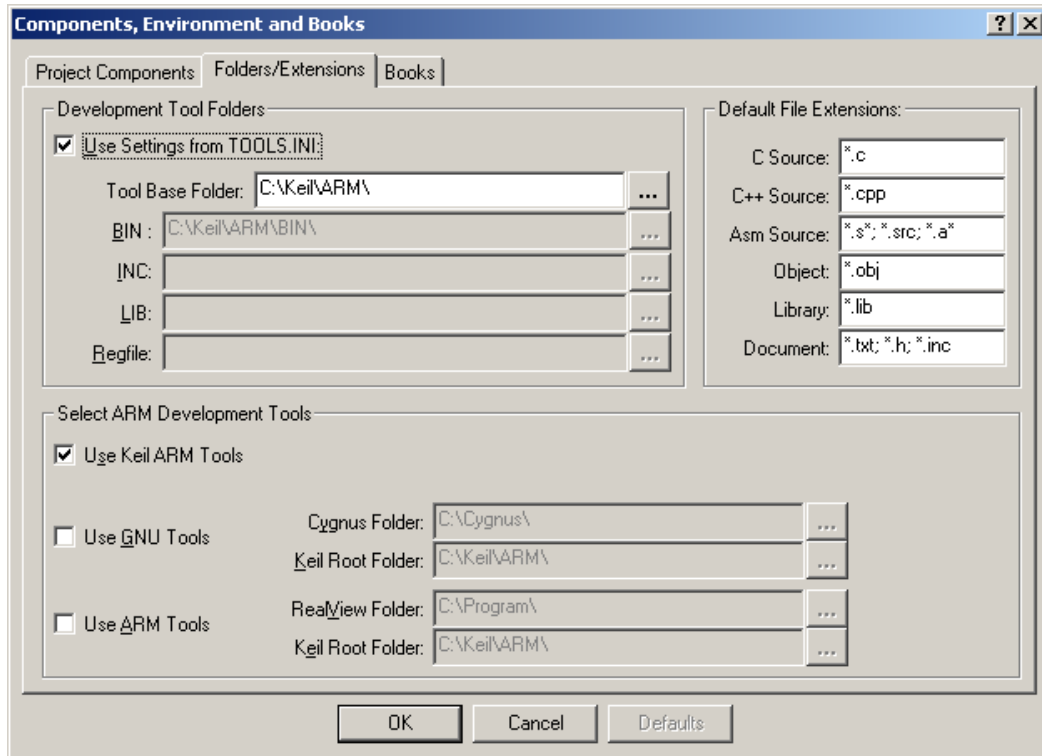 Components, Environment and Books
? X
Project Components Folders/Extensions Books
Development Tool Folders
Use Settings from TOOLS.INI:
Tool Base Folder: C:\Keil\ARM\ ...
BIN : C:\Keil\ARM\BIN\ ...
INC: ...
LIB: ...
Regfile: ...
Default File Extensions:
C Source: *.c
C++ Source: *.cpp
Asm Source: *.s*; *.src; *.a*
Object: *.obj
Library: *.lib
Document: *.txt; *.h; *.inc
Select ARM Development Tools
Use Keil ARM Tools
Use GNU Tools
Cygnus Folder: C:\Cygnus\ ...
Keil Root Folder: C:\Keil\ARM\ ...
Use ARM Tools
RealView Folder: C:\Program\ ...
Keil Root Folder: C:\Keil\ARM\ ...
OK Cancel Defaults